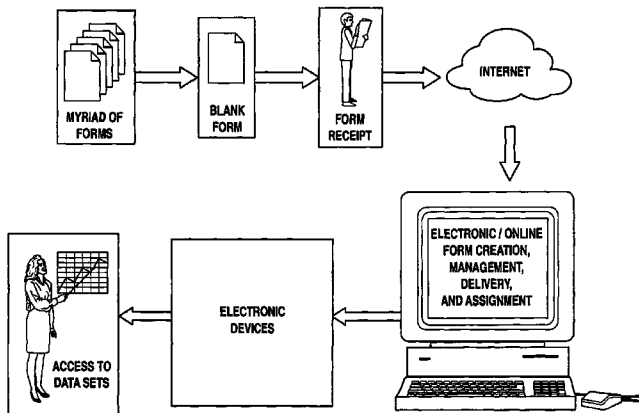 MYRIAD OF
FORMS
BLANK
FORM
FORM
RECEIPT
INTERNET
ELECTRONIC / ONLINE
FORM CREATION,
MANAGEMENT,
DELIVERY,
AND ASSIGNMENT
ELECTRONIC
DEVICES
ACCESS TO
DATA SETS